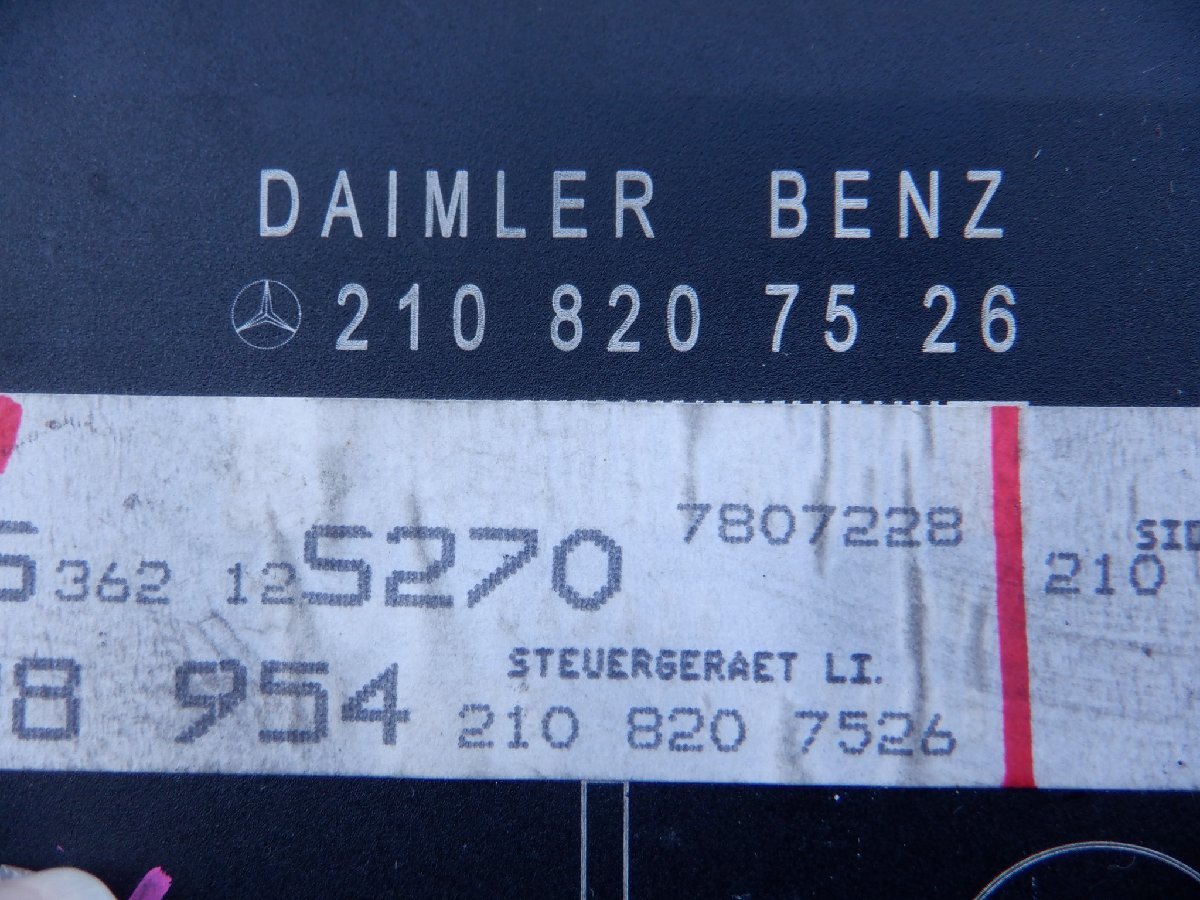 DAIMLER BENZ
210 820 75 26
362 12 5270 7807228
954 STEUERGERAET LI.
210 820 7526
210